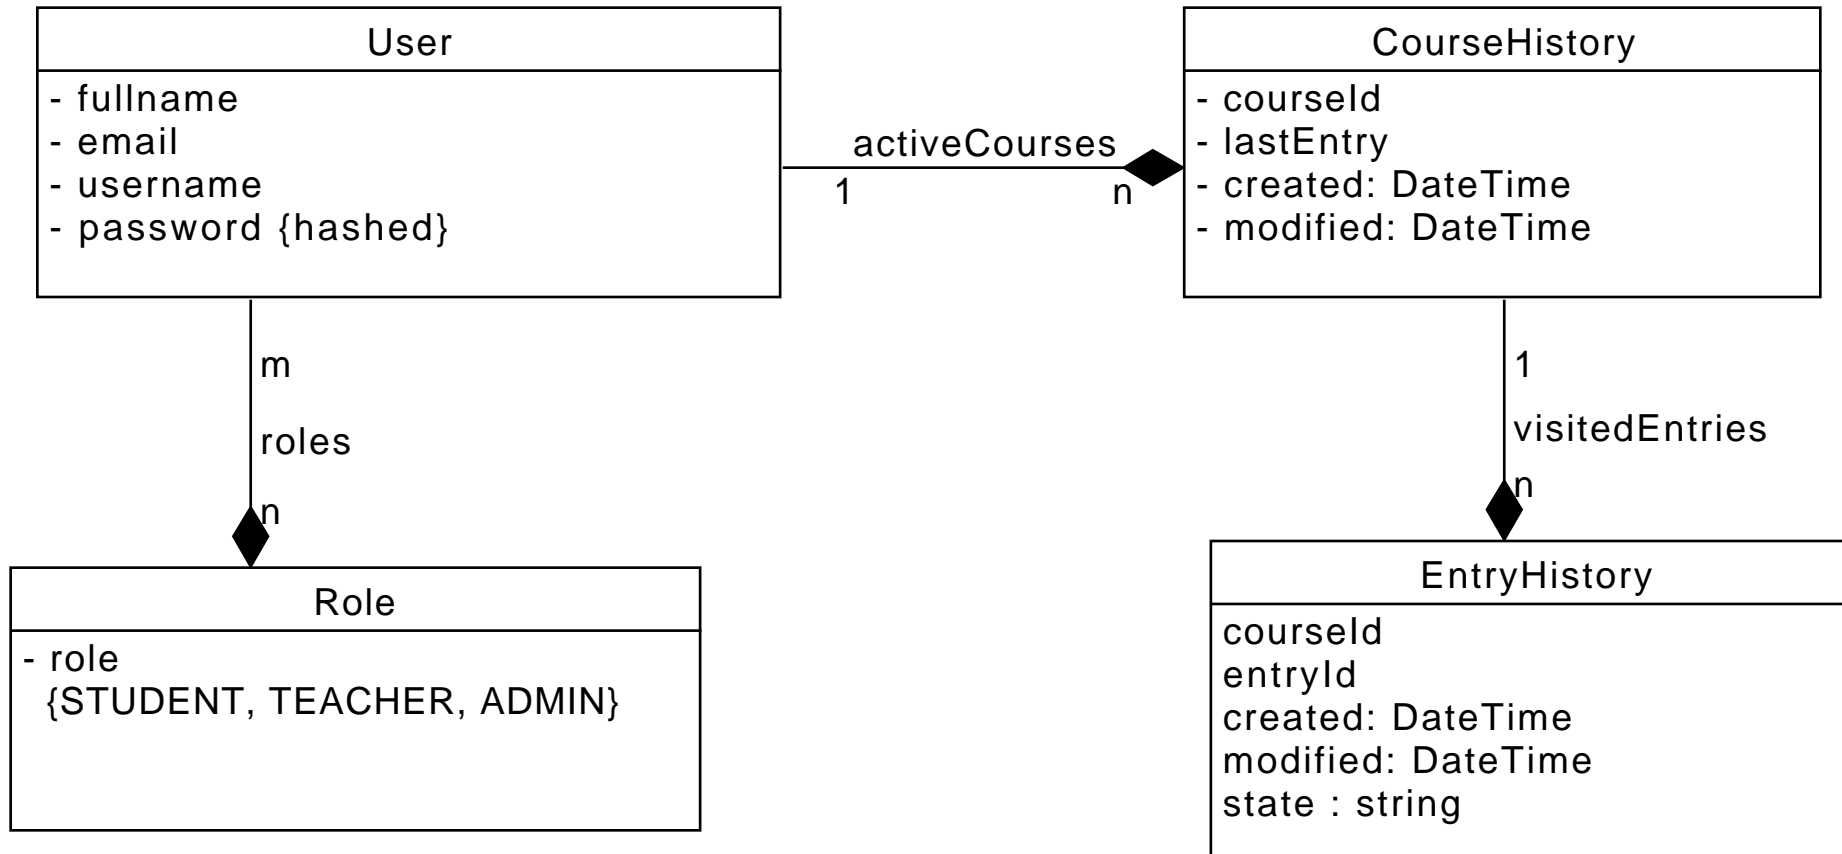 User
- fullname
- email
- username
- password {hashed}
activeCourses
1
n
CourseHistory
- courseId
- lastEntry
- created: DateTime
- modified: DateTime
m
roles
n
1
visitedEntries
n
Role
- role
{STUDENT, TEACHER, ADMIN}
EntryHistory
courseId
entryId
created: DateTime
modified: DateTime
state : string